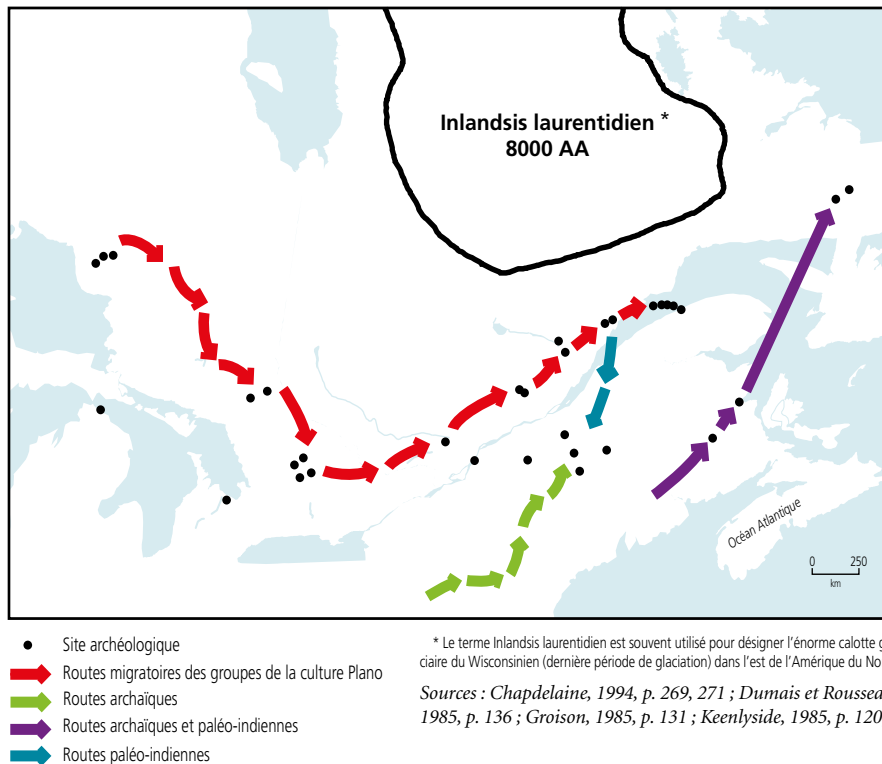 Inlandsis laurentidien *
8000 AA
Océan Atlantique
0 250
km
Site archéologique
Routes migratoires des groupes de la culture Plano
Routes archaïques
Routes archaïques et paléo-indiennes
Routes paléo-indiennes
* Le terme Inlandsis laurentidien est souvent utilisé pour désigner l'énorme calotte g
ciaire du Wisconsinien (dernière période de glaciation) dans l'est de l'Amérique du No
Sources : Chapdelaine, 1994, p. 269, 271 ; Dumais et Roussea
1985, p. 136 ; Groison, 1985, p. 131 ; Keenlyside, 1985, p. 120